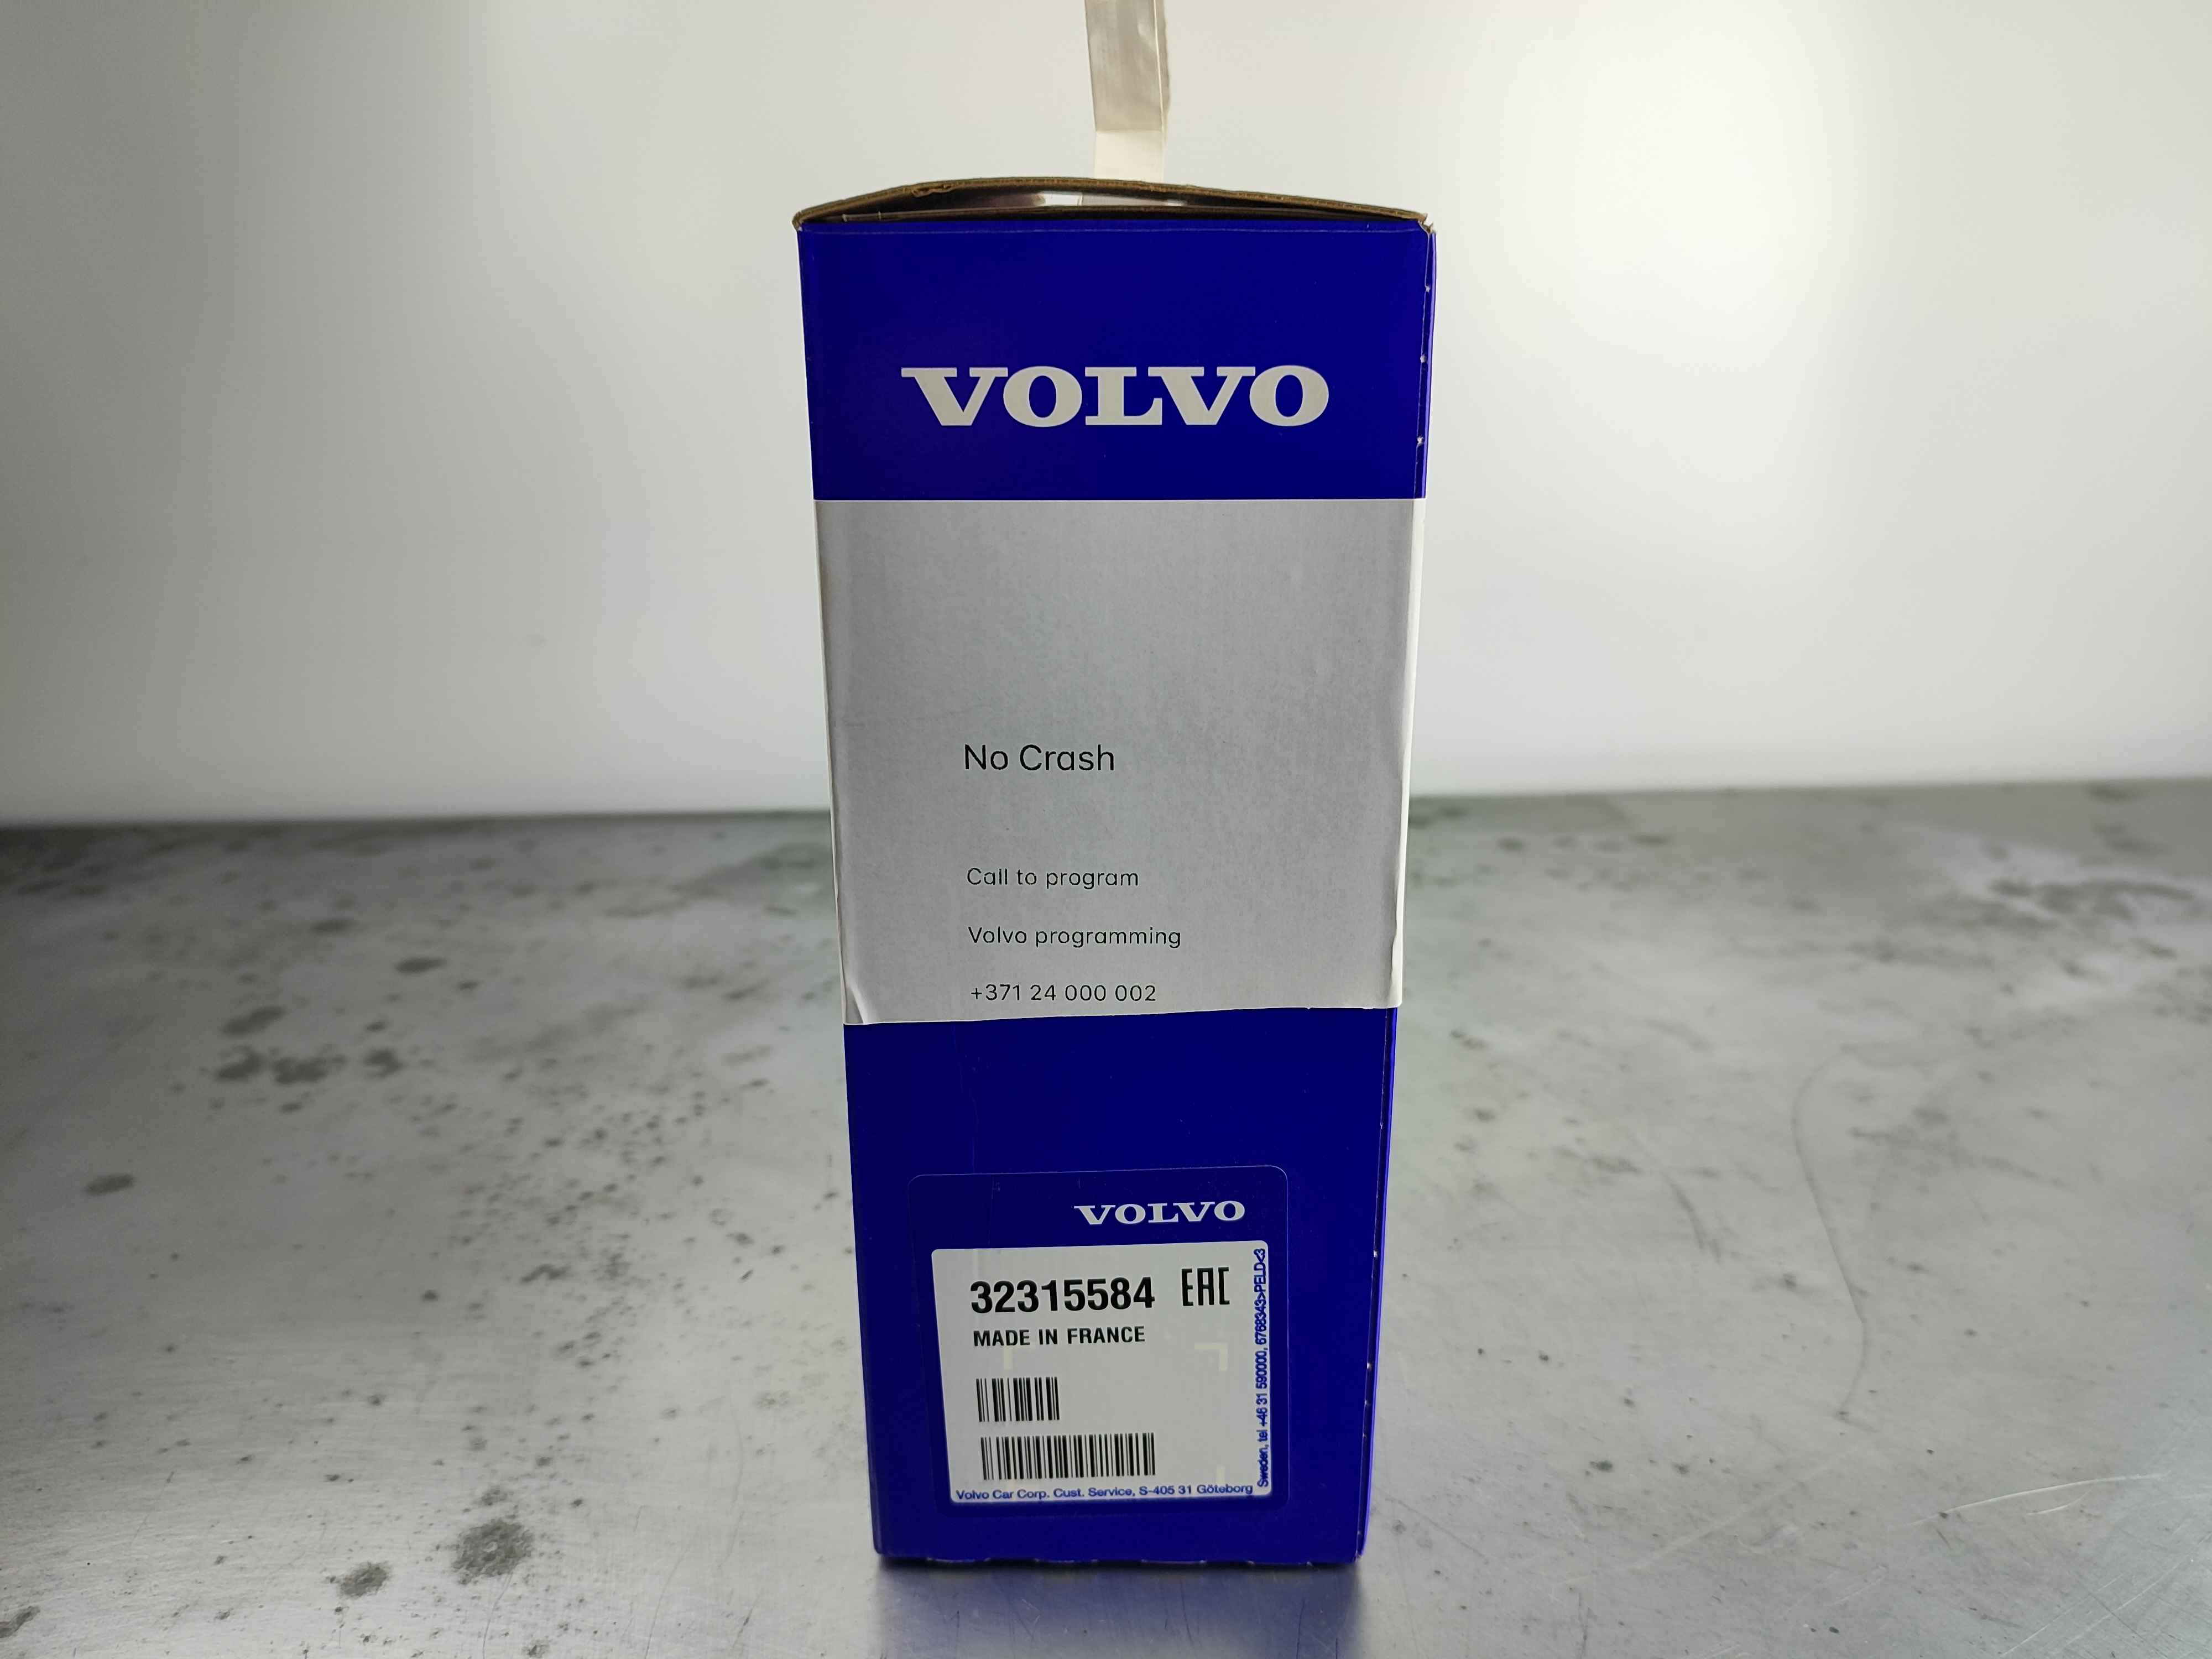 VOLVO
No Crash
Call to program
Volvo programming
+371 24 000 002
VOLVO
32315584 EAC
MADE IN FRANCE
Volvo Car Corp. Cust. Service, S-405 31 Göteborg
Sweden, tel +46 31 590000, 6768343>PELD<3